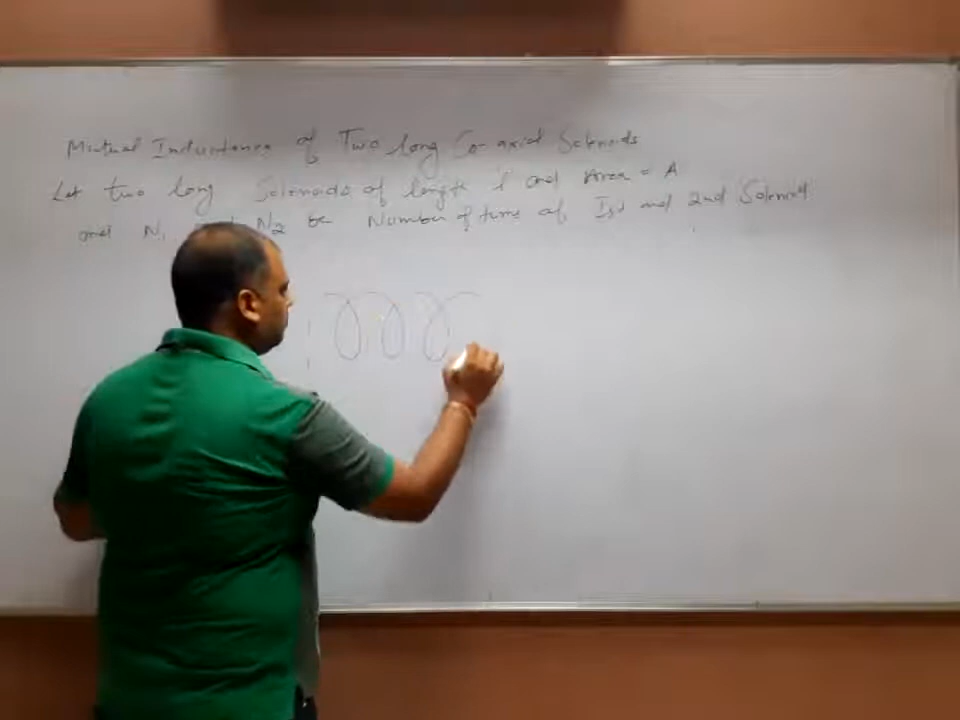 Mutual Inductance of Two long Co-axial Solenoids
Let two long Solenoids of length l and Area = A
and N1 N2 be Number of turns of Ist and 2nd Solenoid